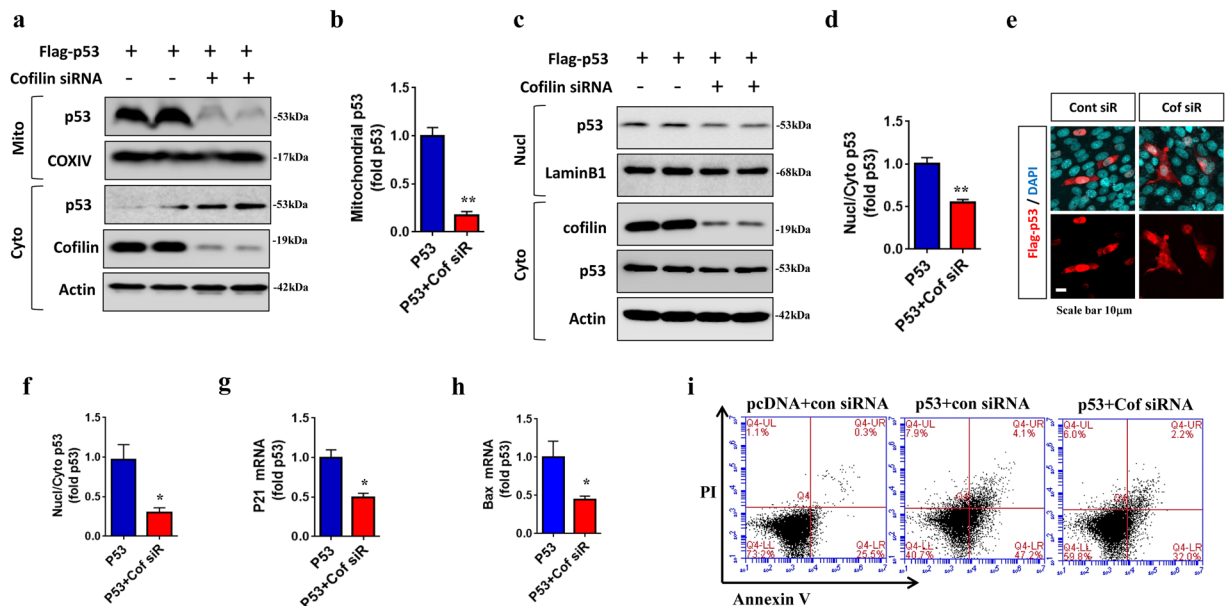 a
Flag-p53 + + + +
Cofilin siRNA - - + +
Mito
p53 -53kDa
COXIV -17kDa
Cyto
p53 -53kDa
Cofilin -19kDa
Actin -42kDa
b
Mitochondrial p53
(fold p53)
1.5
1.0
0.5
0.0
**
P53
P53+Cof siR
c
Flag-p53 + + + +
Cofilin siRNA - - + +
Nucl
p53 -53kDa
LaminB1 -68kDa
Cyto
cofilin -19kDa
p53 -53kDa
Actin -42kDa
d
Nucl/Cyto p53
(fold p53)
1.5
1.0
0.5
0.0
**
P53
P53+Cof siR
e
Cont siR Cof siR
Flag-p53 / DAPI
Scale bar 10μm
f
Nucl/Cyto p53
(fold p53)
1.5
1.0
0.5
0.0
*
P53
P53+Cof siR
g
P21 mRNA
(fold p53)
1.5
1.0
0.5
0.0
*
P53
P53+Cof siR
h
Bax mRNA
(fold p53)
1.5
1.0
0.5
0.0
*
P53
P53+Cof siR
i
pcDNA+con siRNA p53+con siRNA p53+Cof siRNA
Q4-UL Q4-UR Q4-UL Q4-UR Q4-UL Q4-UR
1.1% 0.3% 7.9% 4.1% 6.0% 2.2%
Q4
PI
Q4-LL Q4-LR Q4-LL Q4-LR Q4-LL Q4-LR
73.2% 25.5% 40.7% 47.2% 59.8% 32.0%
Annexin V